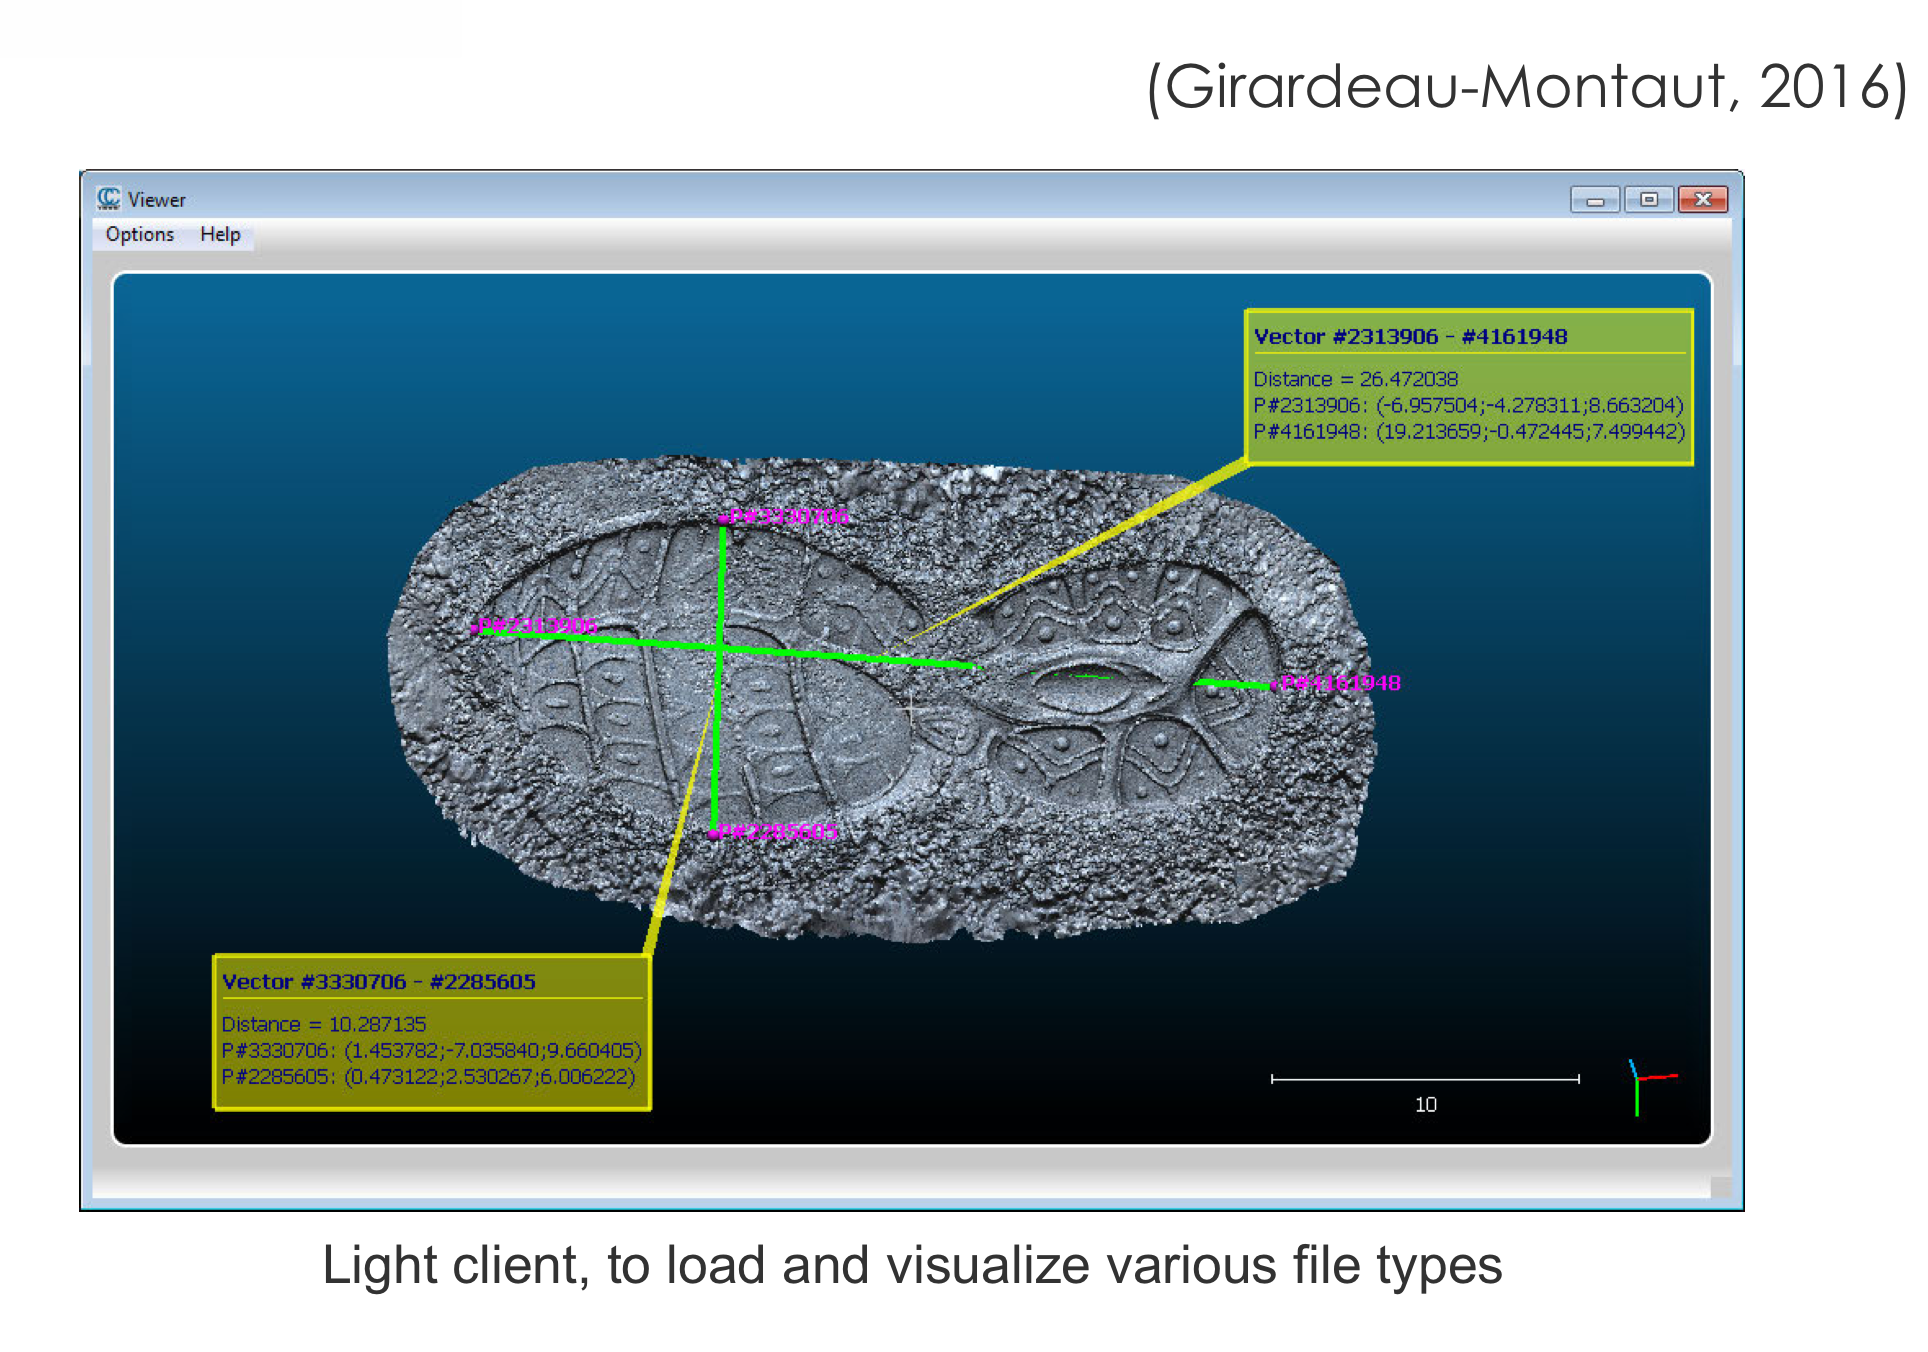 (Girardeau-Montaut, 2016)
Viewer
Options Help
Vector #2313906 - #4161948
Distance = 26.472038
P#2313906: (-6.957504;-4.278311;8.663204)
P#4161948: (19.213659;-0.472445;7.499442)
P#3330706
P#2313906
P#4161948
P#2285605
Vector #3330706 - #2285605
Distance = 10.287135
P#3330706: (1.453782;-7.035840;9.660405)
P#2285605: (0.473122;2.530267;6.006222)
10
Light client, to load and visualize various file types